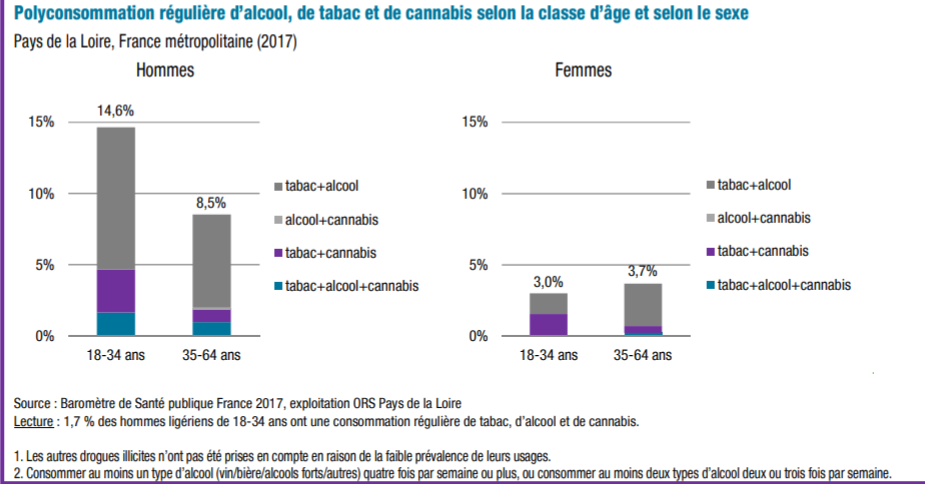 Polyconsommation régulière d’alcool, de tabac et de cannabis selon la classe d’âge et selon le sexe
Pays de la Loire, France métropolitaine (2017)
Hommes
14,6%
15%
10%
8,5%
5%
0%
18-34 ans
35-64 ans
tabac+alcool
alcool+cannabis
tabac+cannabis
tabac+alcool+cannabis
Femmes
15%
10%
5%
3,0%
3,7%
0%
18-34 ans
35-64 ans
tabac+alcool
alcool+cannabis
tabac+cannabis
tabac+alcool+cannabis
Source : Baromètre de Santé publique France 2017, exploitation ORS Pays de la Loire
Lecture : 1,7 % des hommes ligériens de 18-34 ans ont une consommation régulière de tabac, d’alcool et de cannabis.
1. Les autres drogues illicites n’ont pas été prises en compte en raison de la faible prévalence de leurs usages.
2. Consommer au moins un type d’alcool (vin/bière/alcools forts/autres) quatre fois par semaine ou plus, ou consommer au moins deux types d’alcool deux ou trois fois par semaine.